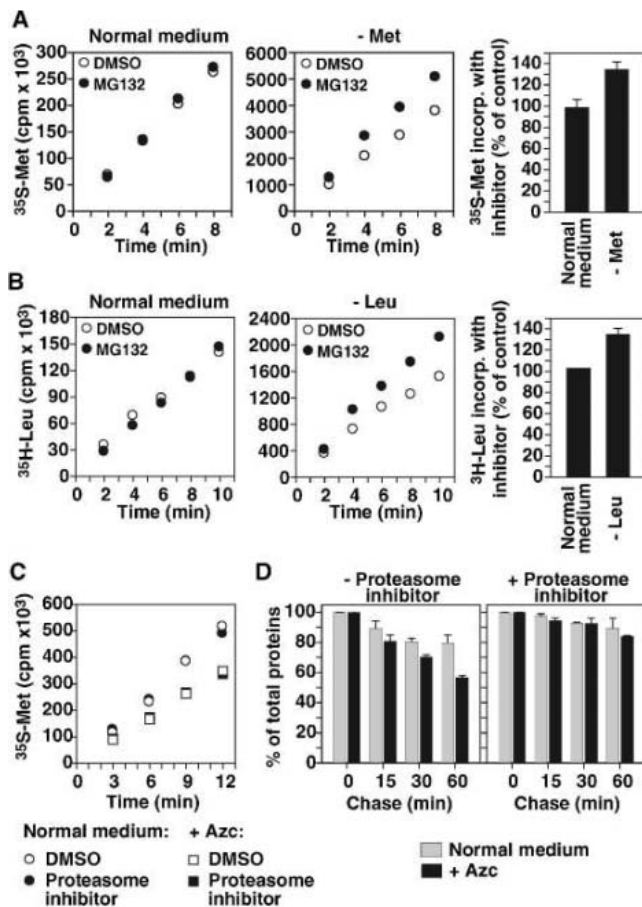 A
Normal medium
- Met
DMSO
MG132
350
300
250
200
150
100
50
0
³⁵S-Met (cpm x 10³)
0 2 4 6 8
Time (min)
DMSO
MG132
6000
5000
4000
3000
2000
1000
0
0 2 4 6 8
Time (min)
³⁵S-Met incorp. with
inhibitor (% of control)
140
120
100
80
60
40
20
0
Normal
medium
- Met
B
Normal medium
- Leu
DMSO
MG132
180
150
120
90
60
30
³⁵H-Leu (cpm x 10³)
0 2 4 6 8 10
Time (min)
DMSO
MG132
2400
2000
1600
1200
800
400
0 2 4 6 8 10
Time (min)
³H-Leu incorp. with
inhibitor (% of control)
140
120
100
80
60
40
20
0
Normal
medium
- Leu
C
600
500
400
300
200
100
0
³⁵S-Met (cpm x 10³)
0 3 6 9 12
Time (min)
Normal medium:
+ Azc:
DMSO
DMSO
Proteasome
inhibitor
Proteasome
inhibitor
D
- Proteasome
inhibitor
+ Proteasome
inhibitor
% of total proteins
100
80
60
40
20
0
0 15 30 60
0 15 30 60
Chase (min)
Chase (min)
Normal medium
+ Azc